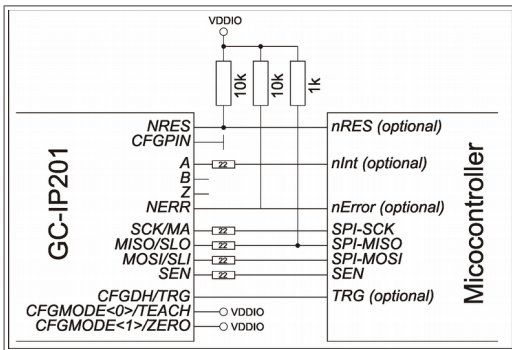 VDDIO
10k
10k
1k
NRES
nRES (optional)
CFGPIN
A
22
nInt (optional)
B
Z
NERR
nError (optional)
SCK/MA
22
SPI-SCK
MISO/SLO
22
SPI-MISO
MOSI/SLI
22
SPI-MOSI
SEN
22
SEN
CFGDH/TRG
TRG (optional)
CFGMODE<0>/TEACH
VDDIO
CFGMODE<1>/ZERO
VDDIO
GC-IP201
Micocontroller